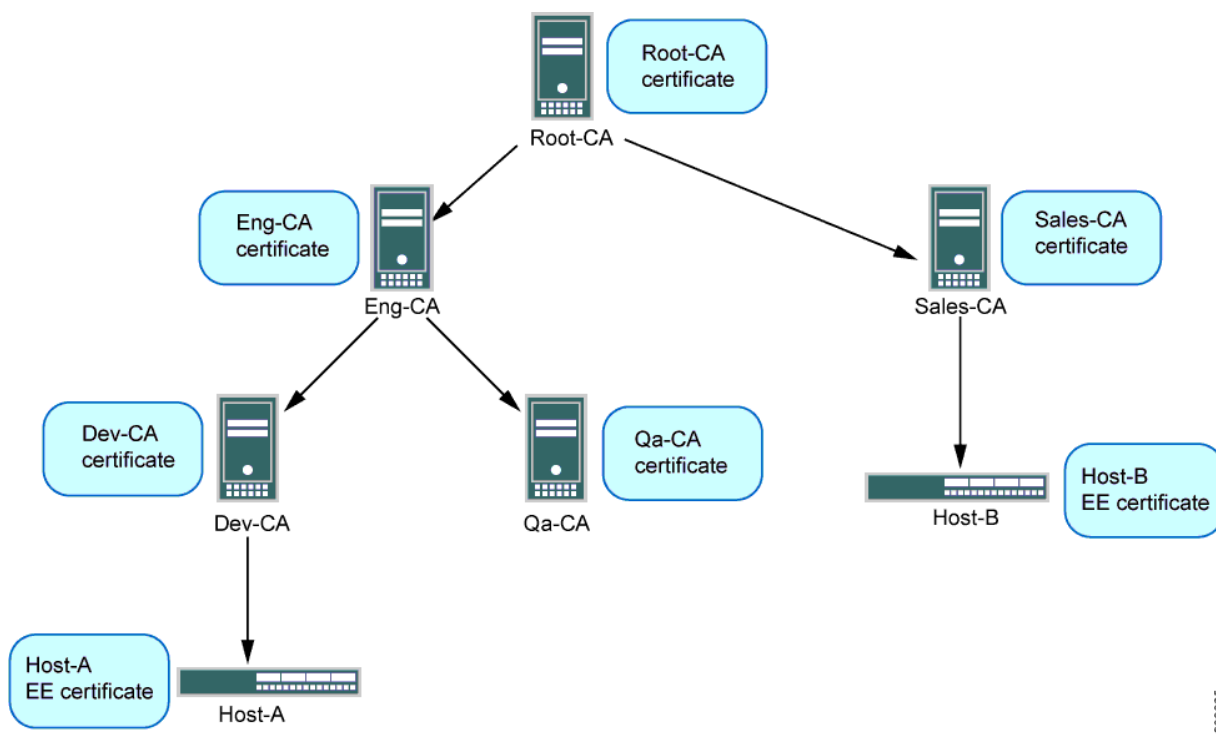 Root-CA
certificate
Root-CA
Eng-CA
certificate
Eng-CA
Sales-CA
certificate
Sales-CA
Dev-CA
certificate
Dev-CA
Qa-CA
certificate
Qa-CA
Host-B
Host-B
EE certificate
Host-A
EE certificate
Host-A